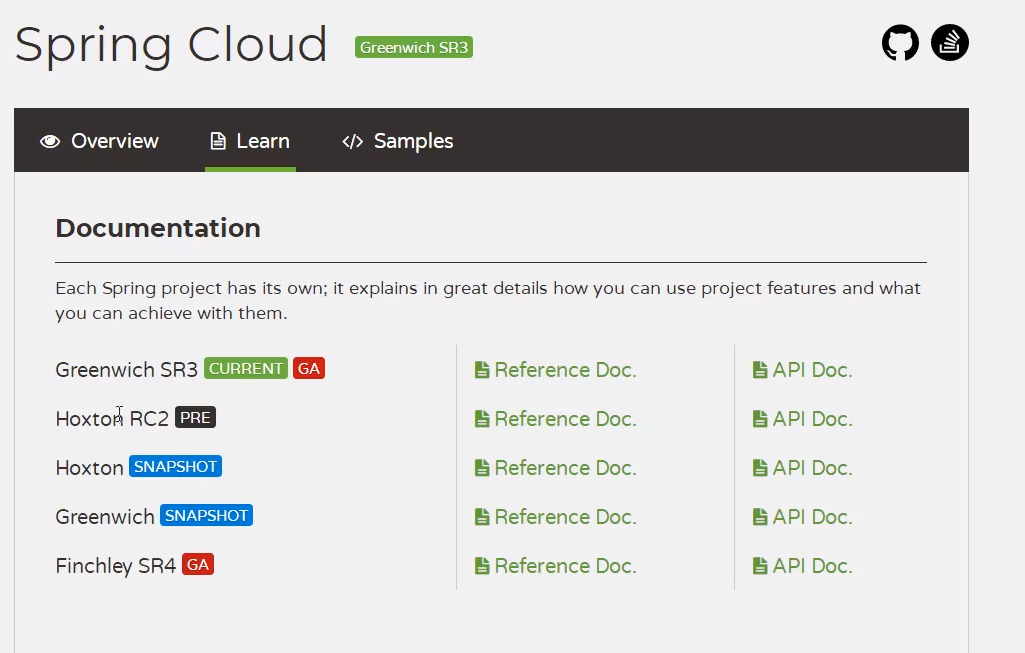 Spring Cloud Greenwich SR3
Overview Learn Samples
Documentation
Each Spring project has its own; it explains in great details how you can use project features and what
you can achieve with them.
Greenwich SR3 CURRENT GA Reference Doc. API Doc.
Hoxton RC2 PRE Reference Doc. API Doc.
Hoxton SNAPSHOT Reference Doc. API Doc.
Greenwich SNAPSHOT Reference Doc. API Doc.
Finchley SR4 GA Reference Doc. API Doc.